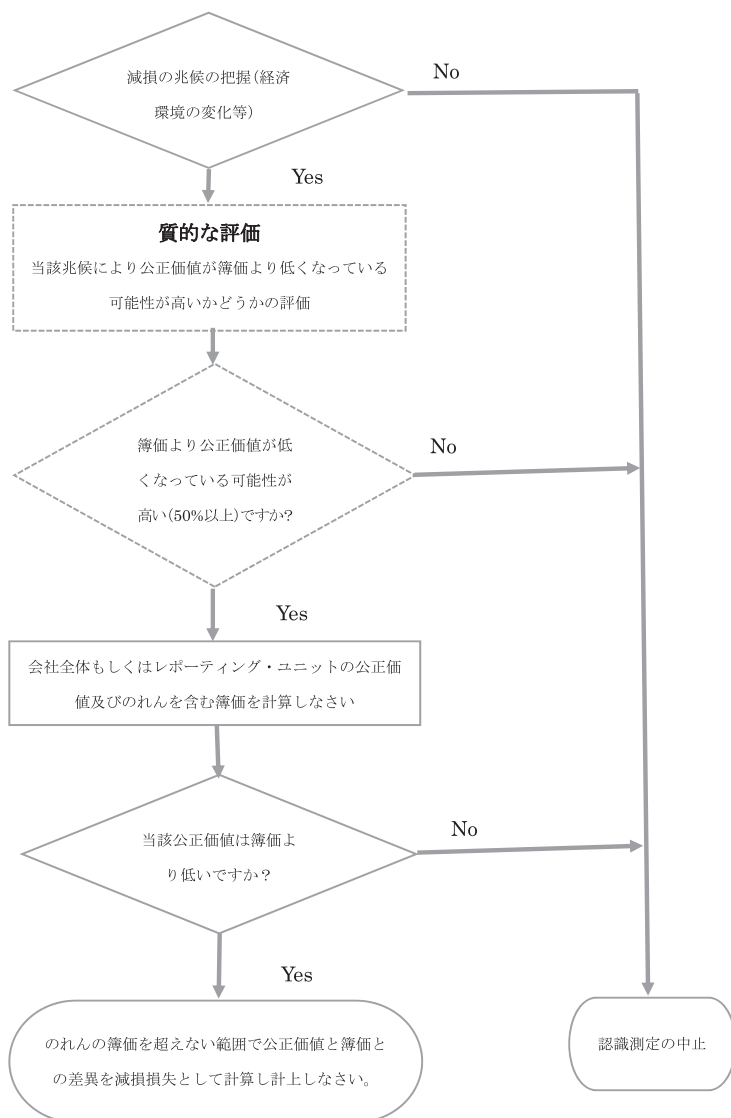 減損の兆候の把握(経済
環境の変化等)
No
Yes
質的な評価
当該兆候により公正価値が簿価より低くなっている
可能性が高いかどうかの評価
簿価より公正価値が低
くなっている可能性が
高い(50%以上)ですか?
No
Yes
会社全体もしくはレポーティング・ユニットの公正価
値及びのれんを含む簿価を計算しなさい
当該公正価値は簿価よ
り低いですか?
No
Yes
のれんの簿価を超えない範囲で公正価値と簿価と
の差異を減損損失として計算し計上しなさい。
認識測定の中止